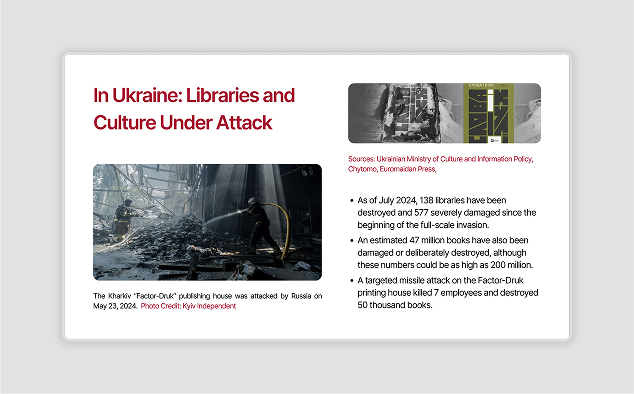 In Ukraine: Libraries and
Culture Under Attack
The Kharkiv “Factor-Druk” publishing house was attacked by Russia on
May 23, 2024. Photo Credit: Kyiv Independent
Sources: Ukrainian Ministry of Culture and Information Policy,
Chytomo, Euromaidan Press,
• As of July 2024, 138 libraries have been
destroyed and 577 severely damaged since the
beginning of the full-scale invasion.
• An estimated 47 million books have also been
damaged or deliberately destroyed, although
these numbers could be as high as 200 million.
• A targeted missile attack on the Factor-Druk
printing house killed 7 employees and destroyed
50 thousand books.